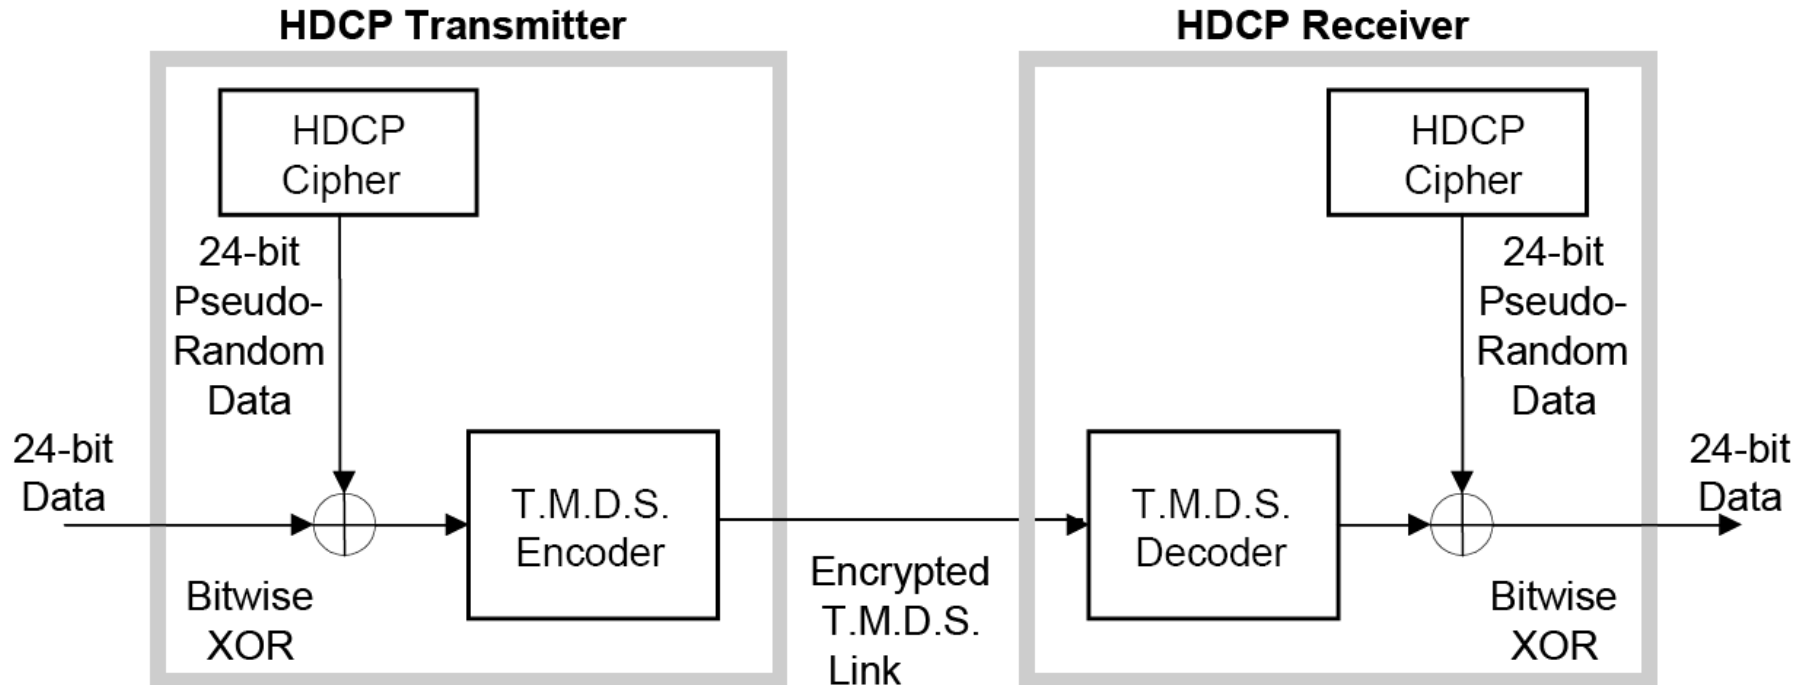 HDCP Transmitter
HDCP
Cipher
24-bit
Pseudo-
Random
Data
24-bit
Data
Bitwise
XOR
T.M.D.S.
Encoder
Encrypted
T.M.D.S.
Link
HDCP Receiver
HDCP
Cipher
24-bit
Pseudo-
Random
Data
T.M.D.S.
Decoder
Bitwise
XOR
24-bit
Data